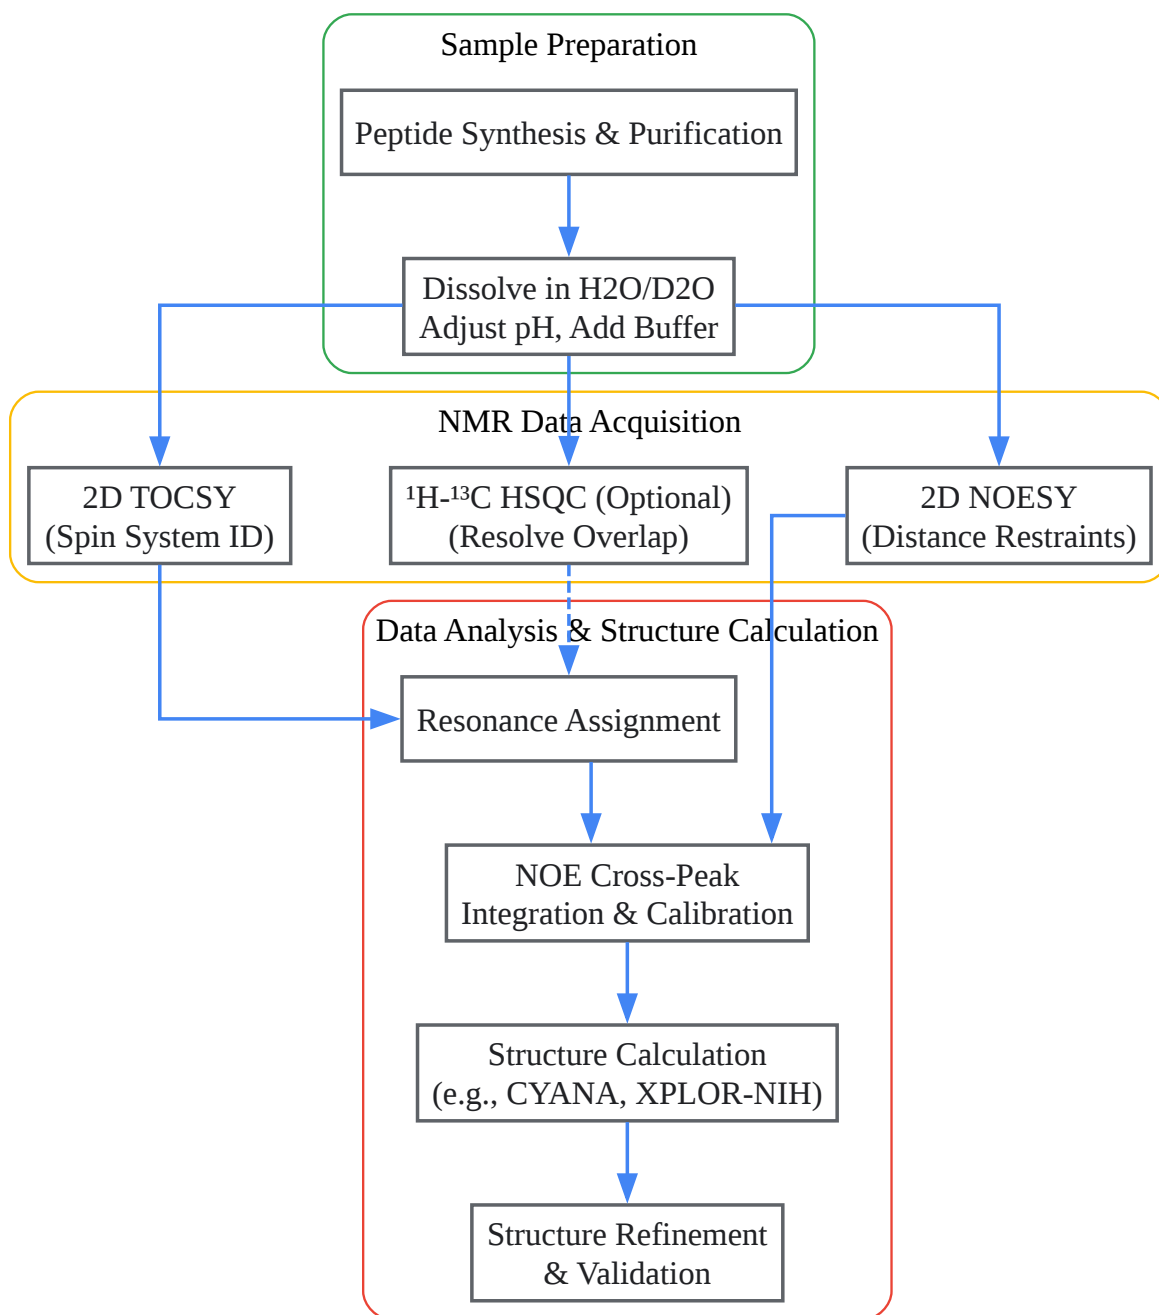 Sample Preparation
Peptide Synthesis & Purification
Dissolve in H2O/D2O
Adjust pH, Add Buffer
NMR Data Acquisition
2D TOCSY
(Spin System ID)
¹H-¹³C HSQC (Optional)
(Resolve Overlap)
2D NOESY
(Distance Restraints)
Data Analysis & Structure Calculation
Resonance Assignment
NOE Cross-Peak
Integration & Calibration
Structure Calculation
(e.g., CYANA, XPLOR-NIH)
Structure Refinement
& Validation